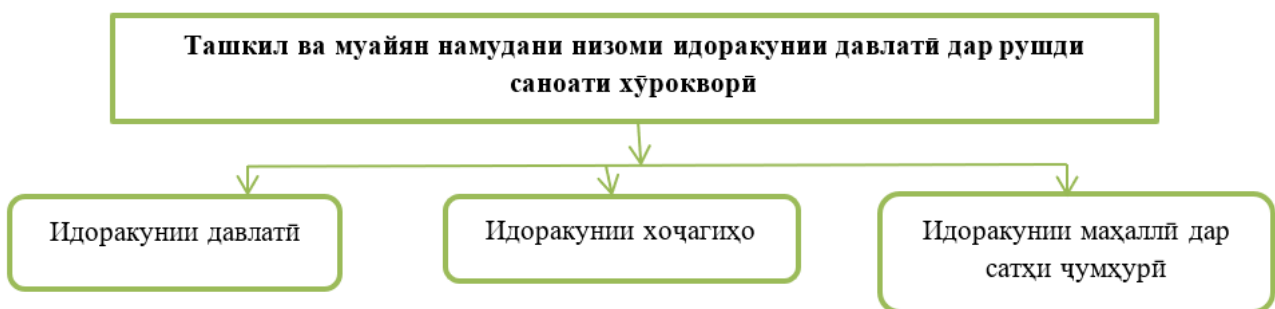 Ташкил ва муайян намудани низоми идоракунии давлатӣ дар рушди
саноати хӯрокворӣ
Идоракунии давлатӣ
Идоракунии хоҷагиҳо
Идоракунии маҳаллӣ дар
сатҳи ҷумҳурӣ